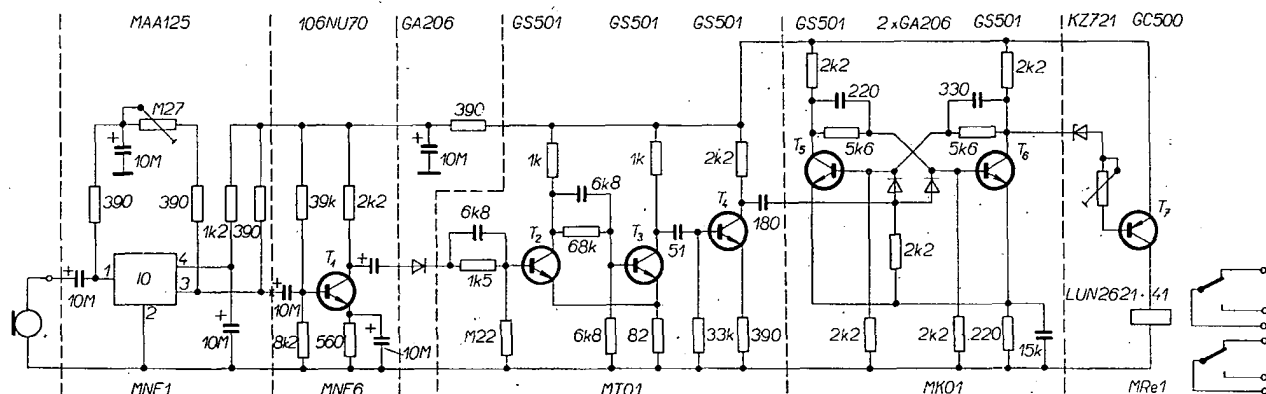 MAA125 106NU70 GA206 GS501 GS501 GS501 GS501 2xGA206 GS501 KZ721 GC500
M27
+
10M
390
390
1k2
390
39k
2k2
+
10M
390
1k
6k8
68k
1k
2k2
2k2
220
5k6
330
5k6
2k2
T5
T6
T7
+
10M
1
IO
4
3
2
+
10M
+
10M
T1
+
8k2
560
+
10M
6k8
1k5
M22
T2
T3
51
T4
180
6k8
82
33k
390
2k2
2k2
2k2
220
15k
LUN2621·41
MNF1 MNF6 MT01 MK01 MRe1